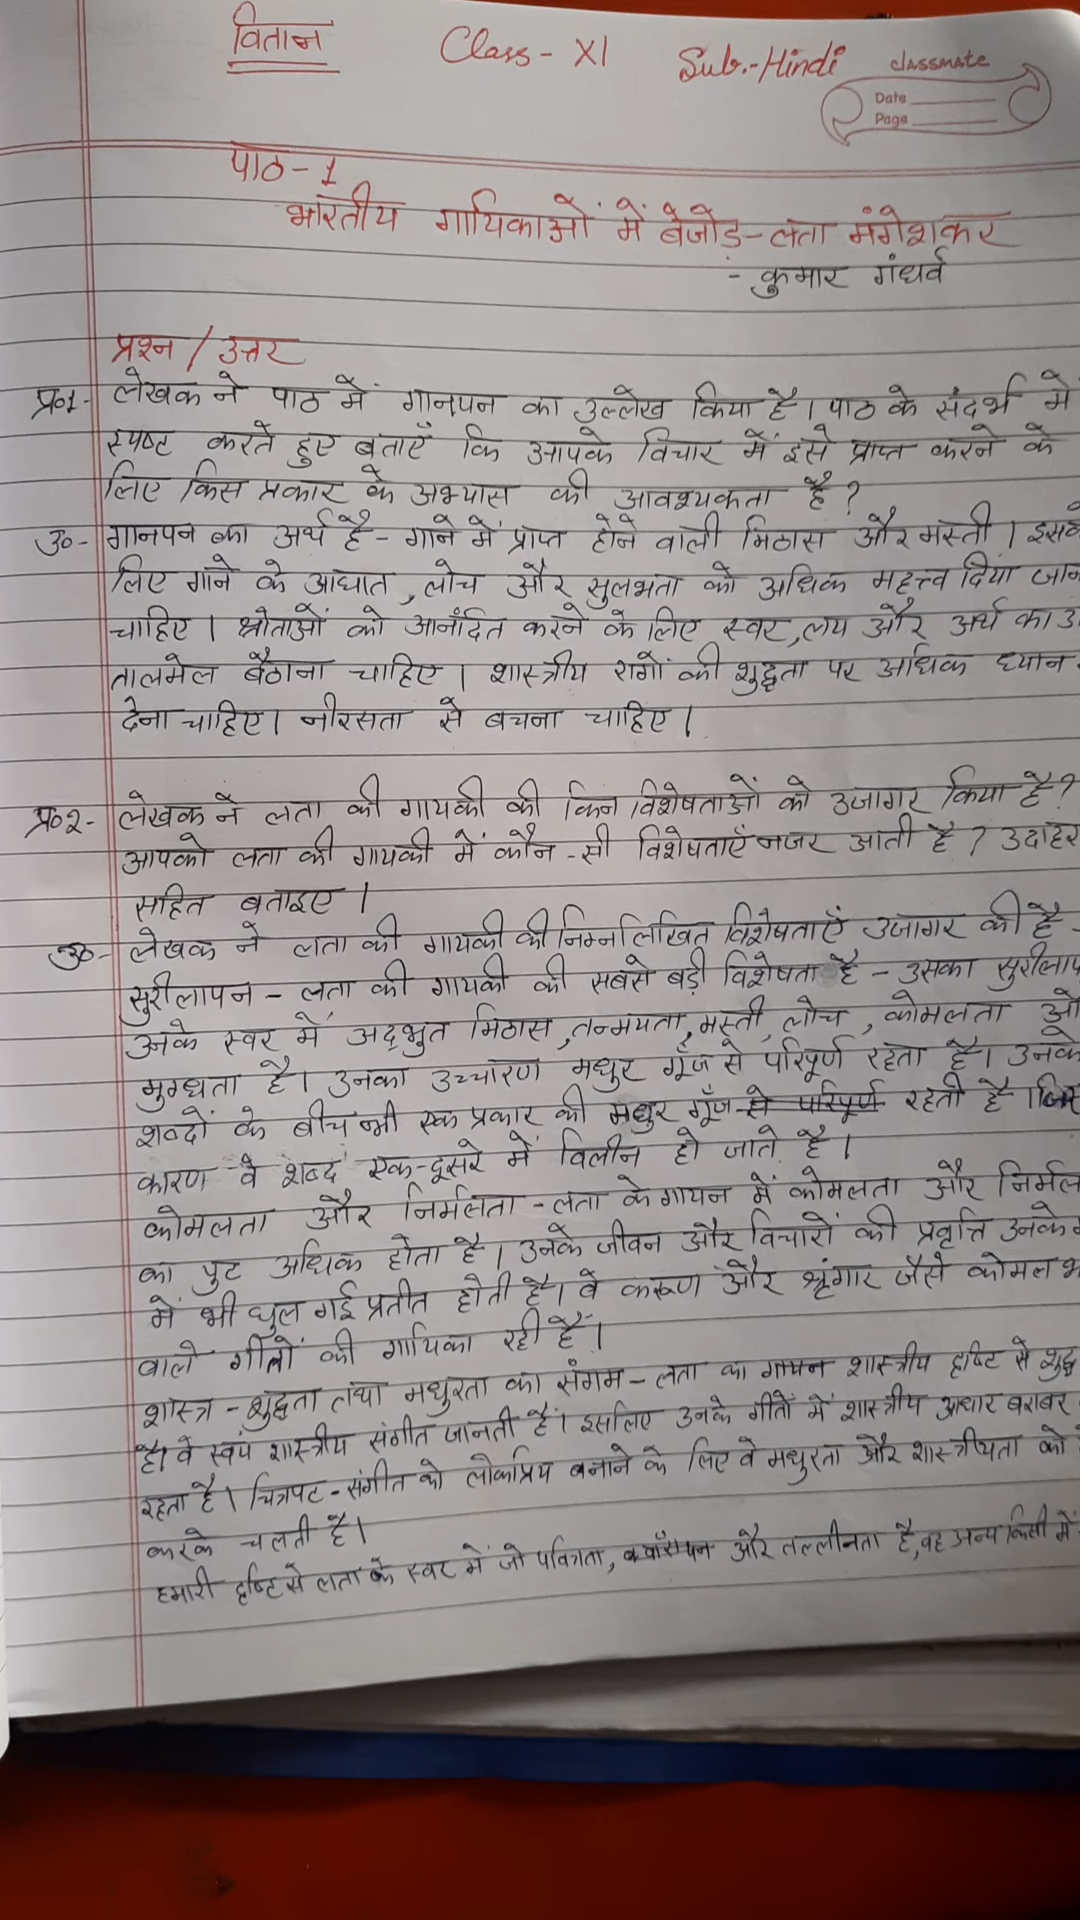 वितान Class - XI Sub.-Hindi classmate
Date
Page
पाठ-1
भारतीय गायिकाओं में बेजोड़-लता मंगेशकर
- कुमार गंधर्व
प्रश्न / उत्तर
प्र॰1- लेखक ने पाठ में गानपन का उल्लेख किया है। पाठ के संदर्भ में
स्पष्ट करते हुए बताएँ कि आपके विचार में इसे प्राप्त करने के
लिए किस प्रकार के अभ्यास की आवश्यकता है?
उ०- गानपन का अर्थ है- गाने में प्राप्त होने वाली मिठास और मस्ती। इसके
लिए गाने के आघात, लोच और सुलभता को अधिक महत्त्व दिया जान
चाहिए। श्रोताओं को आनंदित करने के लिए स्वर, लय और अर्थ का
तालमेल बैठाना चाहिए। शास्त्रीय रागों की शुद्धता पर अधिक ध्यान
देना चाहिए। नीरसता से बचना चाहिए।
प्र॰२- लेखक ने लता की गायकी की किन विशेषताओं को उजागर किया है?
आपको लता की गायकी में कौन-सी विशेषताएँ नजर आती है? उदाहर
सहित बताइए।
उ०- लेखक ने लता की गायकी की निम्नलिखित विशेषताएँ उजागर की है-
सुरीलापन - लता की गायकी की सबसे बड़ी विशेषता है - उसका सुरीलाप
उनके स्वर में अद्भुत मिठास, तन्मयता, मस्ती, लोच, कोमलता औ
मुग्धता है। उनका उच्चारण मधुर गूँज से परिपूर्ण रहता है। उनके
शब्दों के बीच भी एक प्रकार की मधुर गूँज से परिपूर्ण रहती है।
कारण वे शब्द एक-दूसरे में विलीन हो जाते है।
कोमलता और निर्मलता - लता के गायन में कोमलता और निर्मल
का पुट अधिक होता है। उनके जीवन और विचारों की प्रवृत्ति उनके
में भी घुल गई प्रतीत होती है। वे करूण और श्रृंगार जैसे कोमल भ
वाले गीतों की गायिका रही है।
शास्त्र - शुद्धता तथा मधुरता का संगम - लता का गायन शास्त्रीय दृष्टि से शुद्ध
है। वे स्वयं शास्त्रीय संगीत जानती है। इसलिए उनके गीतों में शास्त्रीय आधार बराबर
रहता है। चित्रपट - संगीत को लोकप्रिय बनाने के लिए वे मधुरता और शास्त्रीयता को
करके चलती है।
हमारी दृष्टि से लता के स्वर में जो पवित्रता, क्वाँरापन और तल्लीनता है, वह अन्य किसी में